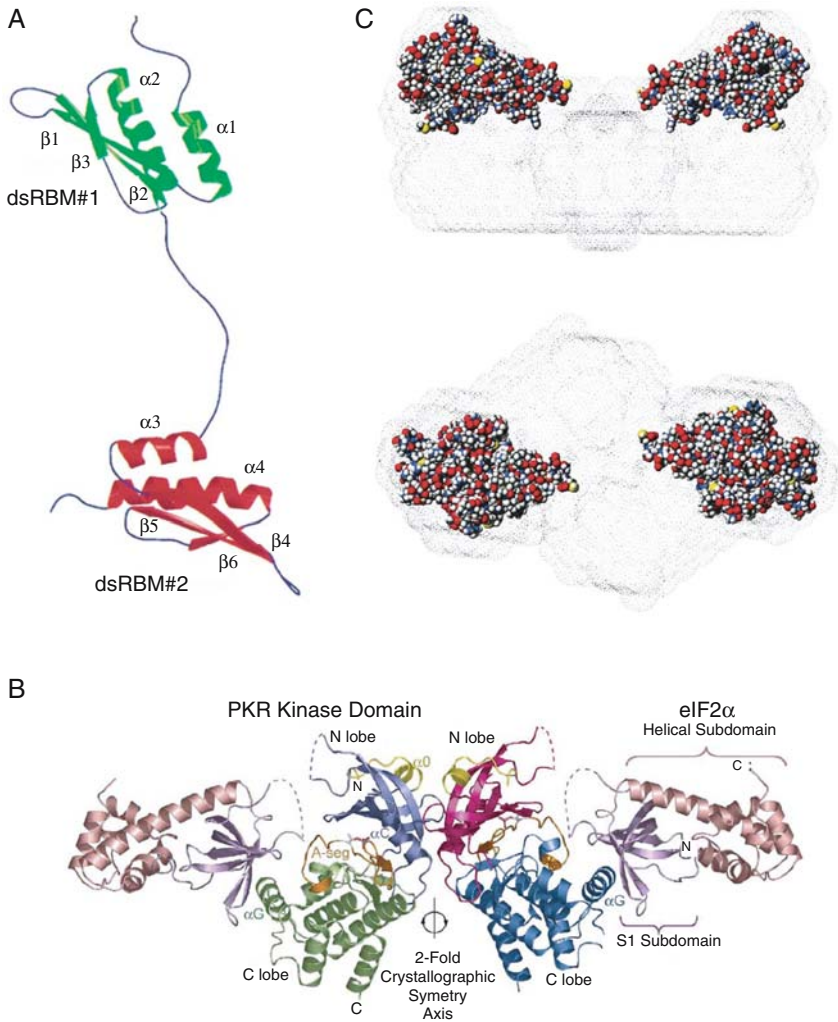 A
α2
α1
β1
β3
β2
dsRBM#1
α3
α4
β5
β4
β6
dsRBM#2
C
B
PKR Kinase Domain
eIF2α
Helical Subdomain
N lobe
N lobe
C
α0
N
αC
A-seg
N
αG
αG
S1 Subdomain
C lobe
C lobe
C
2-Fold
Crystallographic
Symetry
Axis